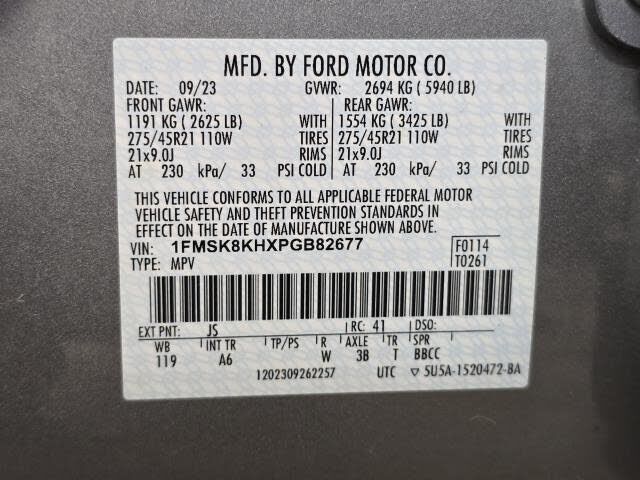 MFD. BY FORD MOTOR CO.
DATE: 09/23 GVWR: 2694 KG ( 5940 LB)
FRONT GAWR: REAR GAWR:
1191 KG ( 2625 LB) WITH 1554 KG ( 3425 LB) WITH
275/45R21 110W TIRES 275/45R21 110W TIRES
21x9.0J RIMS 21x9.0J RIMS
AT 230 kPa/ 33 PSI COLD AT 230 kPa/ 33 PSI COLD
THIS VEHICLE CONFORMS TO ALL APPLICABLE FEDERAL MOTOR
VEHICLE SAFETY AND THEFT PREVENTION STANDARDS IN
EFFECT ON THE DATE OF MANUFACTURE SHOWN ABOVE.
VIN: 1FMSK8KHXPGB82677 F0114
TYPE: MPV T0261
EXT PNT: JS RC: 41 DSO:
WB INT TR TP/PS R AXLE TR SPR
119 A6 W 3B T BBCC
1202309262257 UTC ▽ 5U5A-1520472-BA